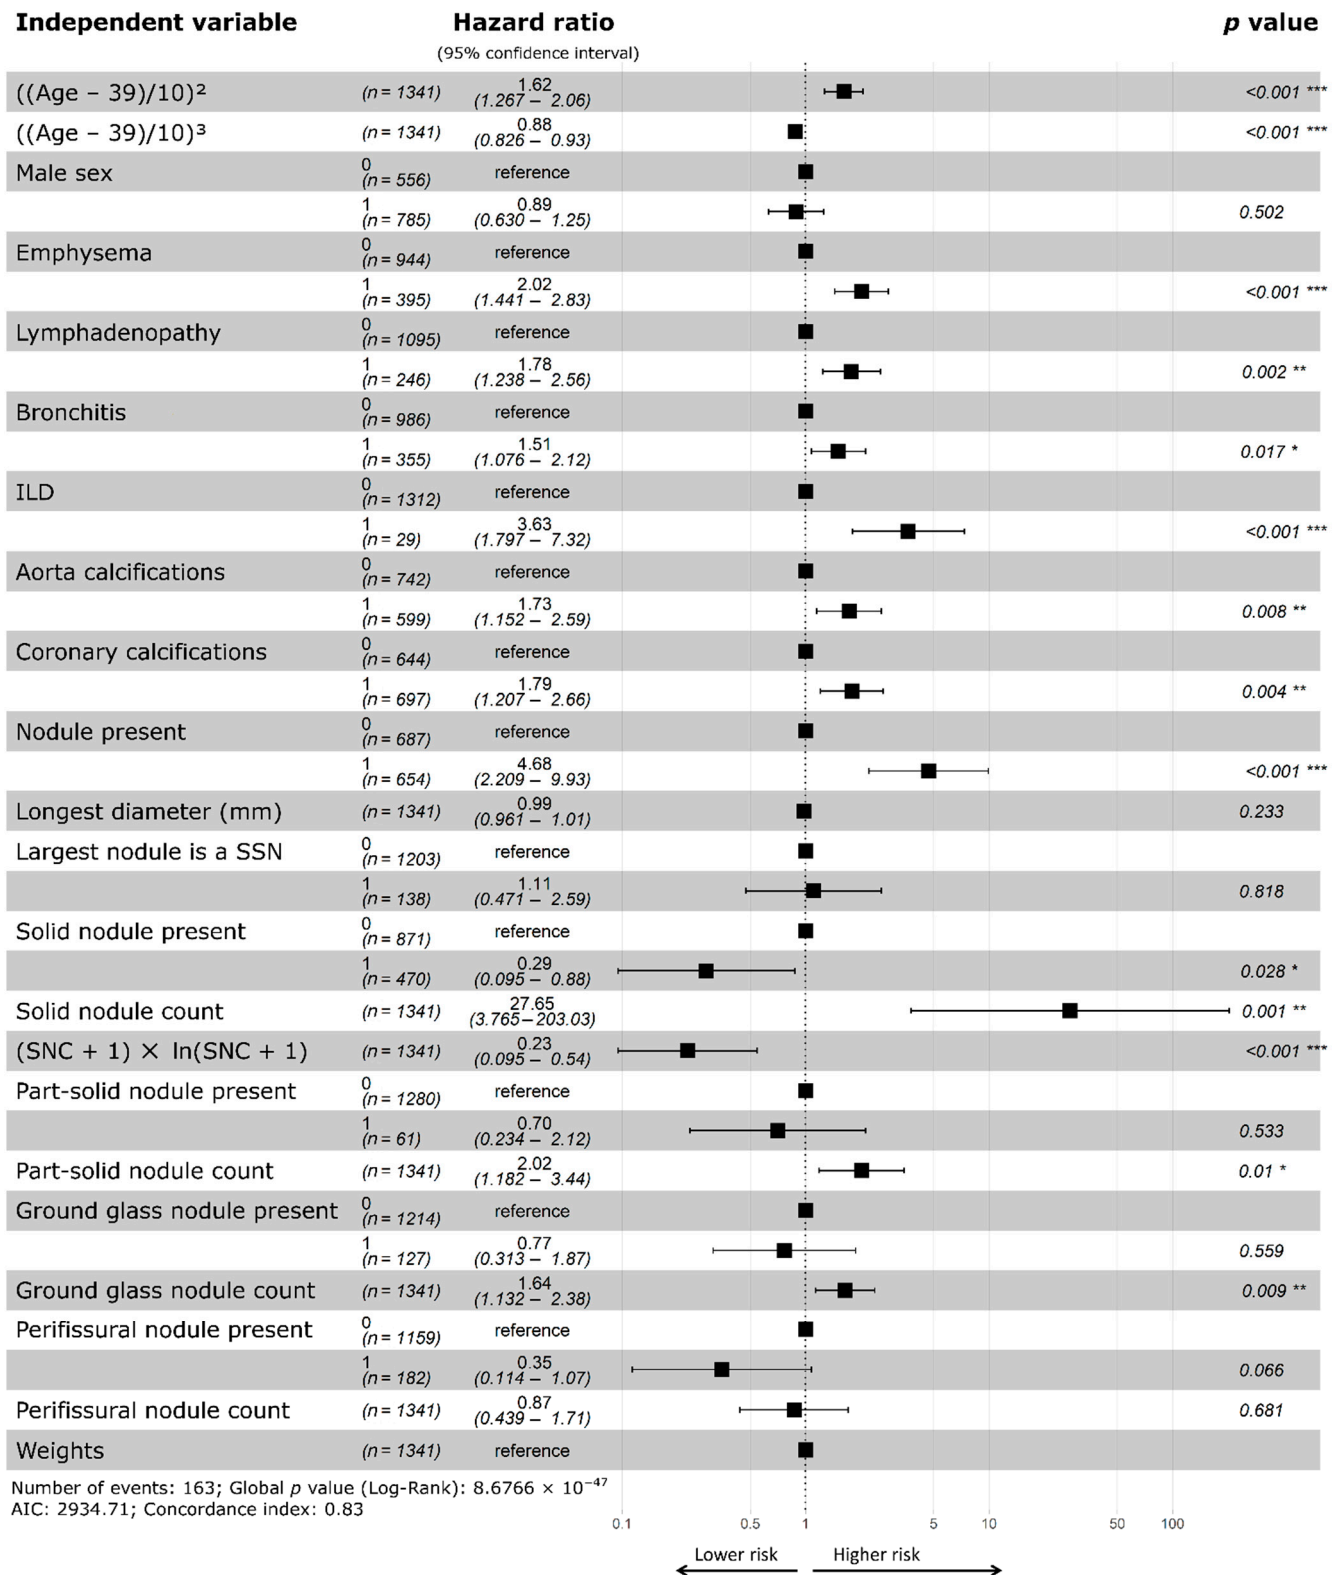 Independent variable Hazard ratio p value
(95% confidence interval)
((Age – 39)/10)² (n = 1341) 1.62 <0.001 ***
(1.267 – 2.06)
((Age – 39)/10)³ (n = 1341) 0.88 <0.001 ***
(0.826 – 0.93)
Male sex 0 reference
(n = 556)
1 0.89 0.502
(n = 785) (0.630 – 1.25)
Emphysema 0 reference
(n = 944)
1 2.02 <0.001 ***
(n = 395) (1.441 – 2.83)
Lymphadenopathy 0 reference
(n = 1095)
1 1.78 0.002 **
(n = 246) (1.238 – 2.56)
Bronchitis 0 reference
(n = 986)
1 1.51 0.017 *
(n = 355) (1.076 – 2.12)
ILD 0 reference
(n = 1312)
1 3.63 <0.001 ***
(n = 29) (1.797 – 7.32)
Aorta calcifications 0 reference
(n = 742)
1 1.73 0.008 **
(n = 599) (1.152 – 2.59)
Coronary calcifications 0 reference
(n = 644)
1 1.79 0.004 **
(n = 697) (1.207 – 2.66)
Nodule present 0 reference
(n = 687)
1 4.68 <0.001 ***
(n = 654) (2.209 – 9.93)
Longest diameter (mm) (n = 1341) 0.99 0.233
(0.961 – 1.01)
Largest nodule is a SSN 0 reference
(n = 1203)
1 1.11 0.818
(n = 138) (0.471 – 2.59)
Solid nodule present 0 reference
(n = 871)
1 0.29 0.028 *
(n = 470) (0.095 – 0.88)
Solid nodule count (n = 1341) 27.65 0.001 **
(3.765–203.03)
(SNC + 1) × ln(SNC + 1) (n = 1341) 0.23 <0.001 ***
(0.095 – 0.54)
Part-solid nodule present 0 reference
(n = 1280)
1 0.70 0.533
(n = 61) (0.234 – 2.12)
Part-solid nodule count (n = 1341) 2.02 0.01 *
(1.182 – 3.44)
Ground glass nodule present 0 reference
(n = 1214)
1 0.77 0.559
(n = 127) (0.313 – 1.87)
Ground glass nodule count (n = 1341) 1.64 0.009 **
(1.132 – 2.38)
Perifissural nodule present 0 reference
(n = 1159)
1 0.35 0.066
(n = 182) (0.114 – 1.07)
Perifissural nodule count (n = 1341) 0.87 0.681
(0.439 – 1.71)
Weights (n = 1341) reference
Number of events: 163; Global p value (Log-Rank): 8.6766 × 10⁻⁴⁷
AIC: 2934.71; Concordance index: 0.83
0.1 0.5 1 5 10 50 100
Lower risk Higher risk